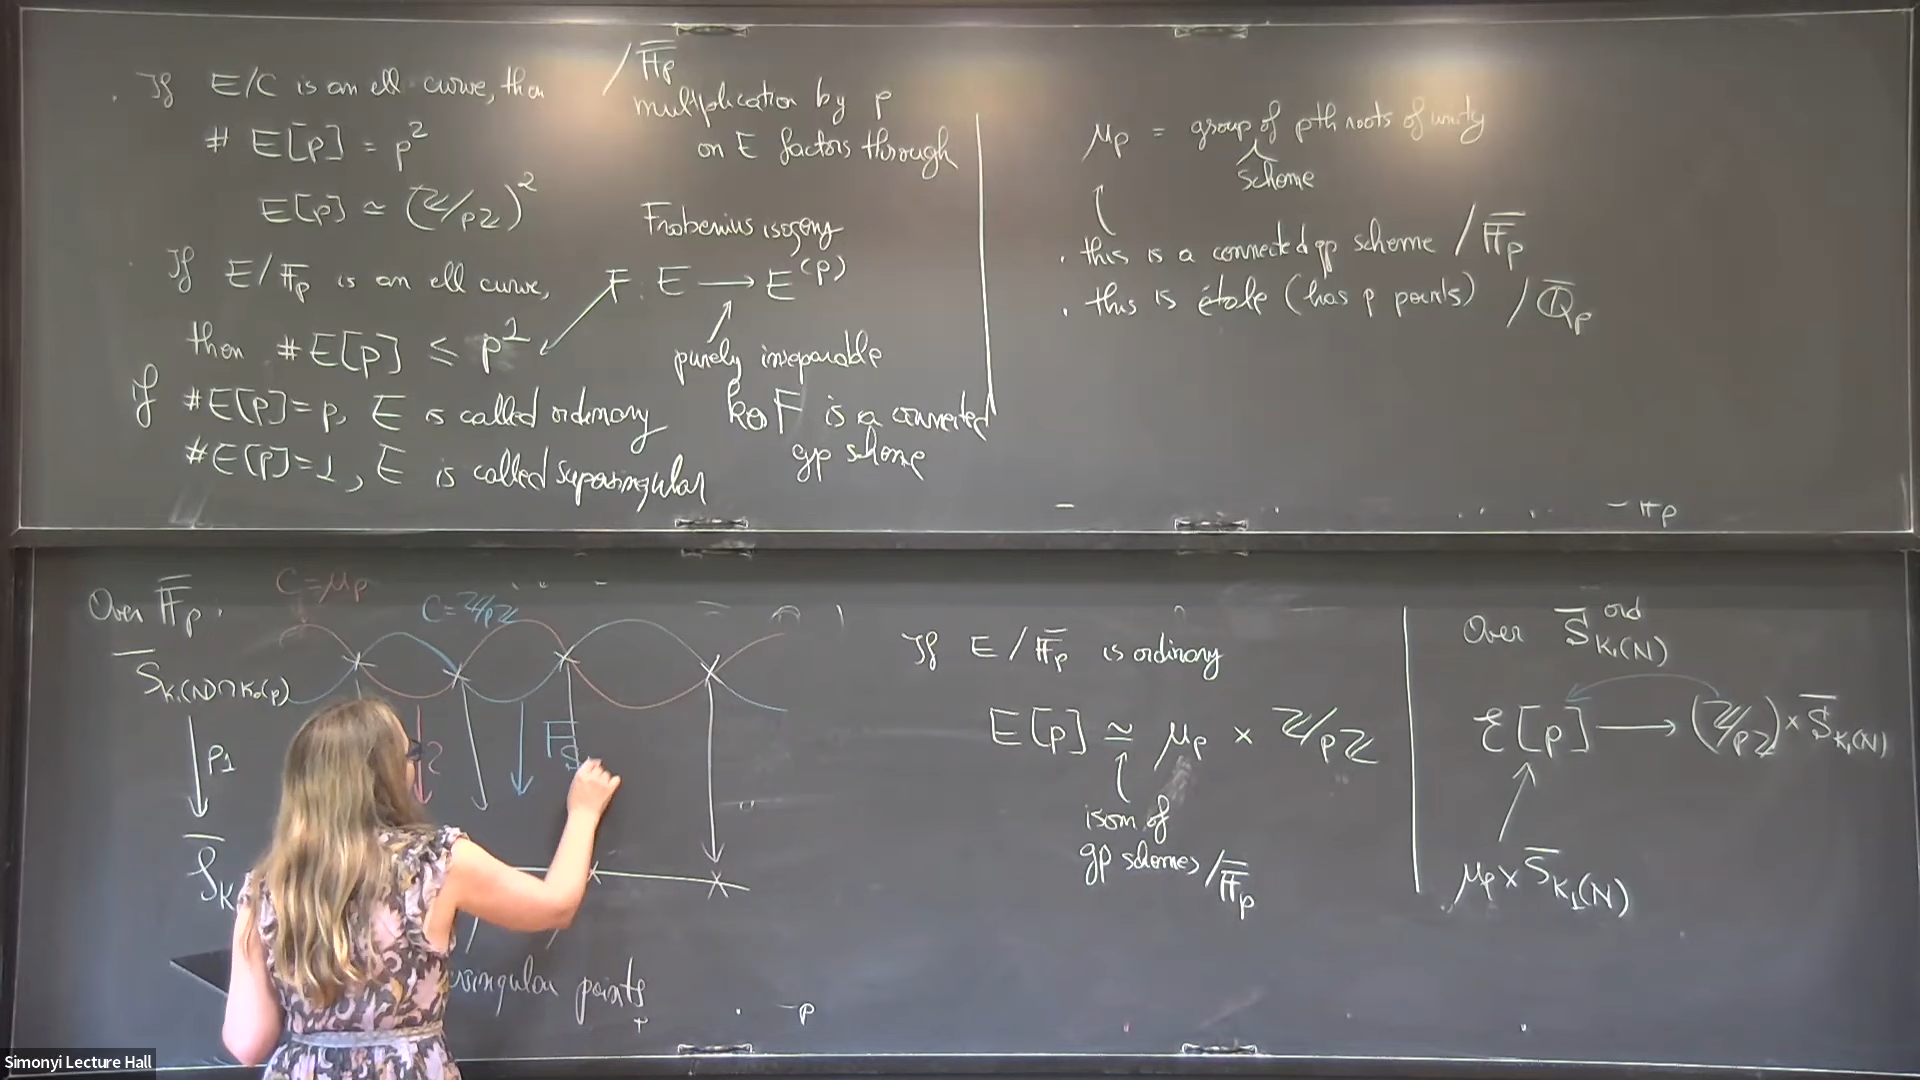 . If E/C is an ell curve, then
# E[p] = p²
E[p] ≃ (ℤ/pℤ)²
. If E/𝔽̄p is an ell curve,
then #E[p] ≤ p²
If #E[p]=p, E is called ordinary
#E[p]=1, E is called supersingular
/𝔽̄p
multiplication by p
on E factors through
Frobenius isogeny
F: E ⟶ E^(p)
purely inseparable
ker F is a connected
gp scheme
μp = group of pth roots of unity
scheme
. this is a connected gp scheme /𝔽̄p
. this is étale (has p points) /ℚ̄p
Over 𝔽̄p.
C=μp
C=ℤ/pℤ
S̄K₁(N)∩K₀(p)
p1
S̄K
points
If E/𝔽̄p is ordinary
E[p] ≃ μp × ℤ/pℤ
isom of
gp schemes/𝔽̄p
Over S̄^ord K₁(N)
ℰ[p] ⟶ (ℤ/pℤ) × S̄K₁(N)
μp × S̄K₁(N)
Simonyi Lecture Hall